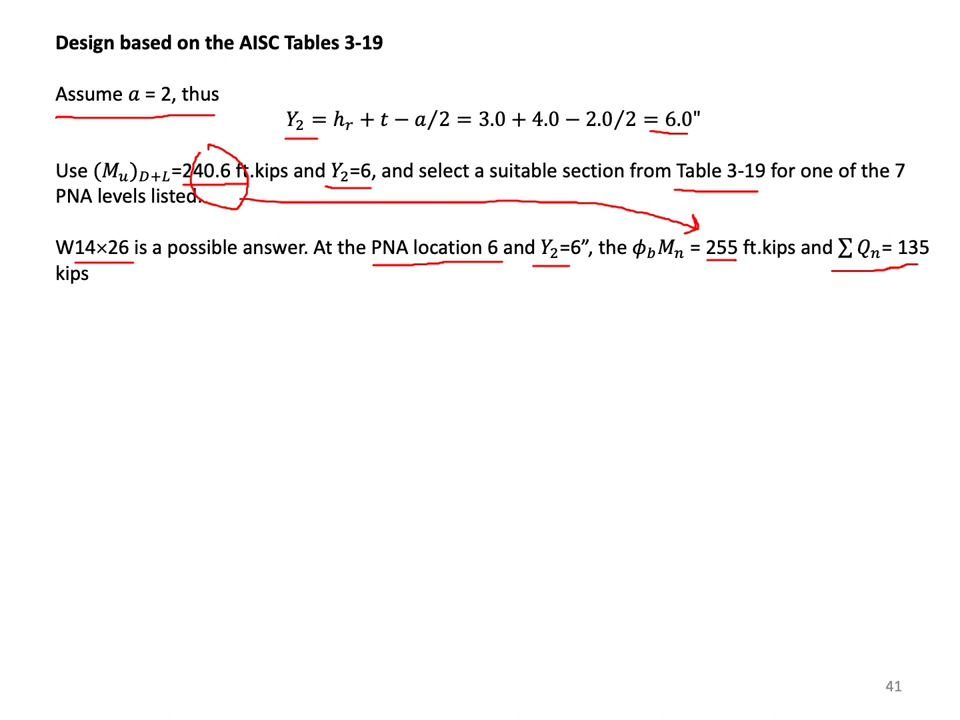 Design based on the AISC Tables 3-19
Assume a = 2, thus
Y₂ = hᵣ + t − a/2 = 3.0 + 4.0 − 2.0/2 = 6.0"
Use (Mᵤ)_D+L=240.6 ft.kips and Y₂=6, and select a suitable section from Table 3-19 for one of the 7
PNA levels listed.
W14×26 is a possible answer. At the PNA location 6 and Y₂=6”, the ϕ_b Mₙ = 255 ft.kips and ∑ Qₙ= 135
kips
41